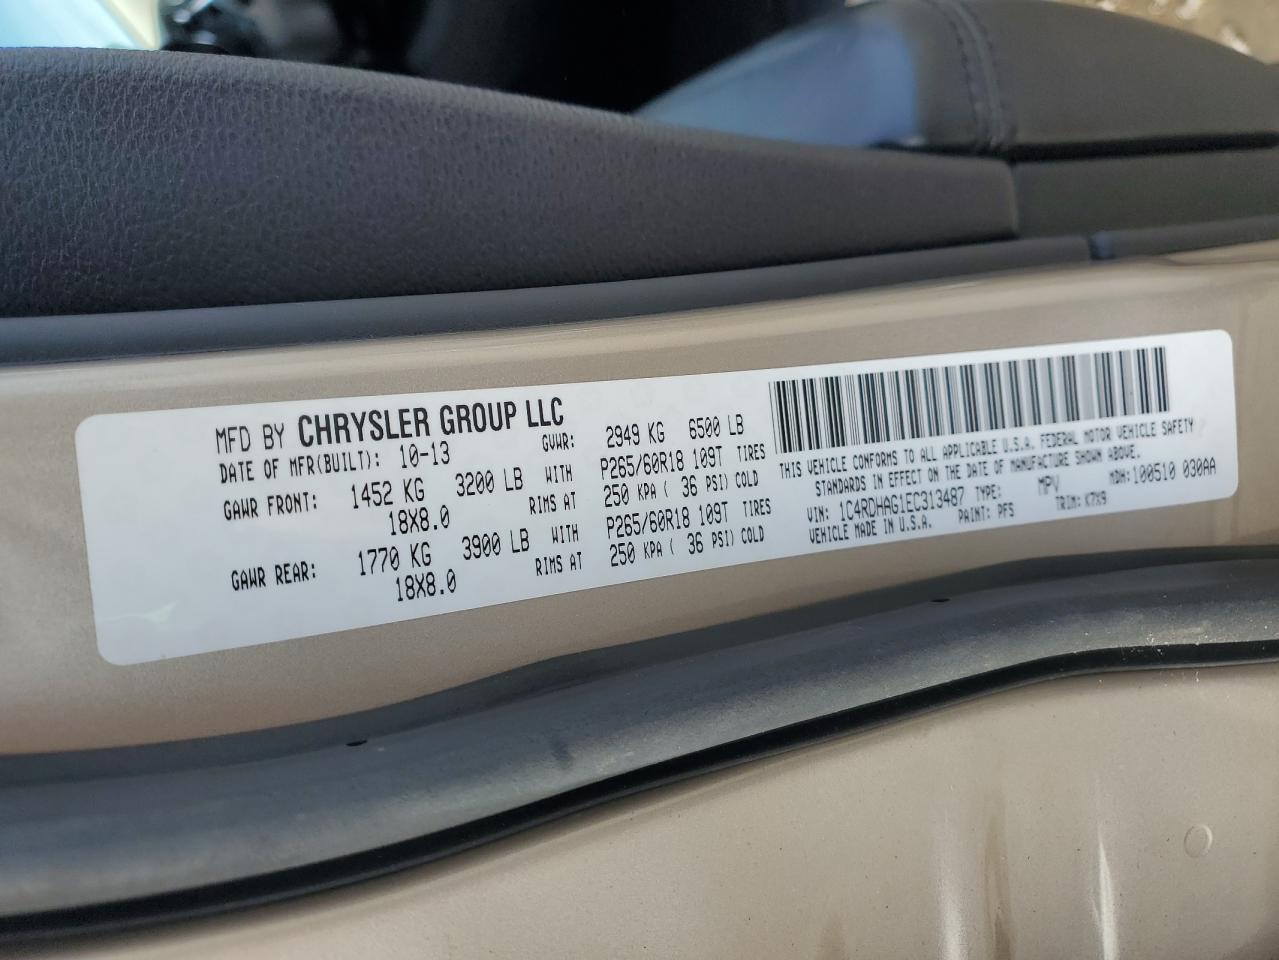 MFD BY CHRYSLER GROUP LLC
DATE OF MFR(BUILT): 10-13 GVWR: 2949 KG 6500 LB
GAWR FRONT: 1452 KG 3200 LB WITH P265/60R18 109T TIRES
18X8.0 RIMS AT 250 KPA ( 36 PSI) COLD
GAWR REAR: 1770 KG 3900 LB WITH P265/60R18 109T TIRES
18X8.0 RIMS AT 250 KPA ( 36 PSI) COLD
THIS VEHICLE CONFORMS TO ALL APPLICABLE U.S.A. FEDERAL MOTOR VEHICLE SAFETY
STANDARDS IN EFFECT ON THE DATE OF MANUFACTURE SHOWN ABOVE.
VIN: 1C4RDHAG1EC313487 TYPE: MPV MDH: 100510 030AA
VEHICLE MADE IN U.S.A. PAINT: PFS TRIM: K7X9